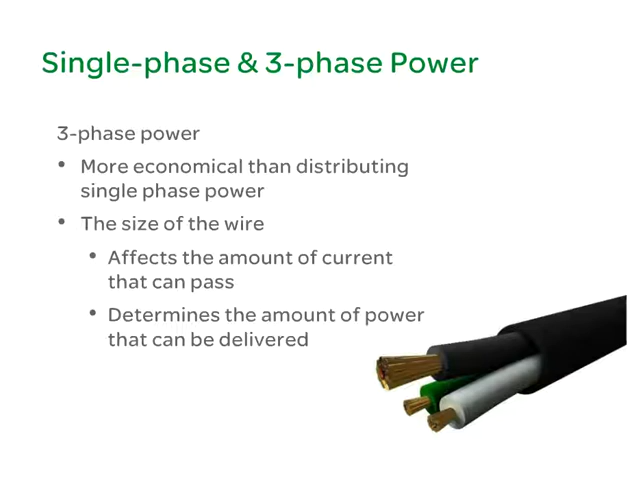 Single-phase & 3-phase Power
3-phase power
• More economical than distributing
single phase power
• The size of the wire
• Affects the amount of current
that can pass
• Determines the amount of power
that can be delivered